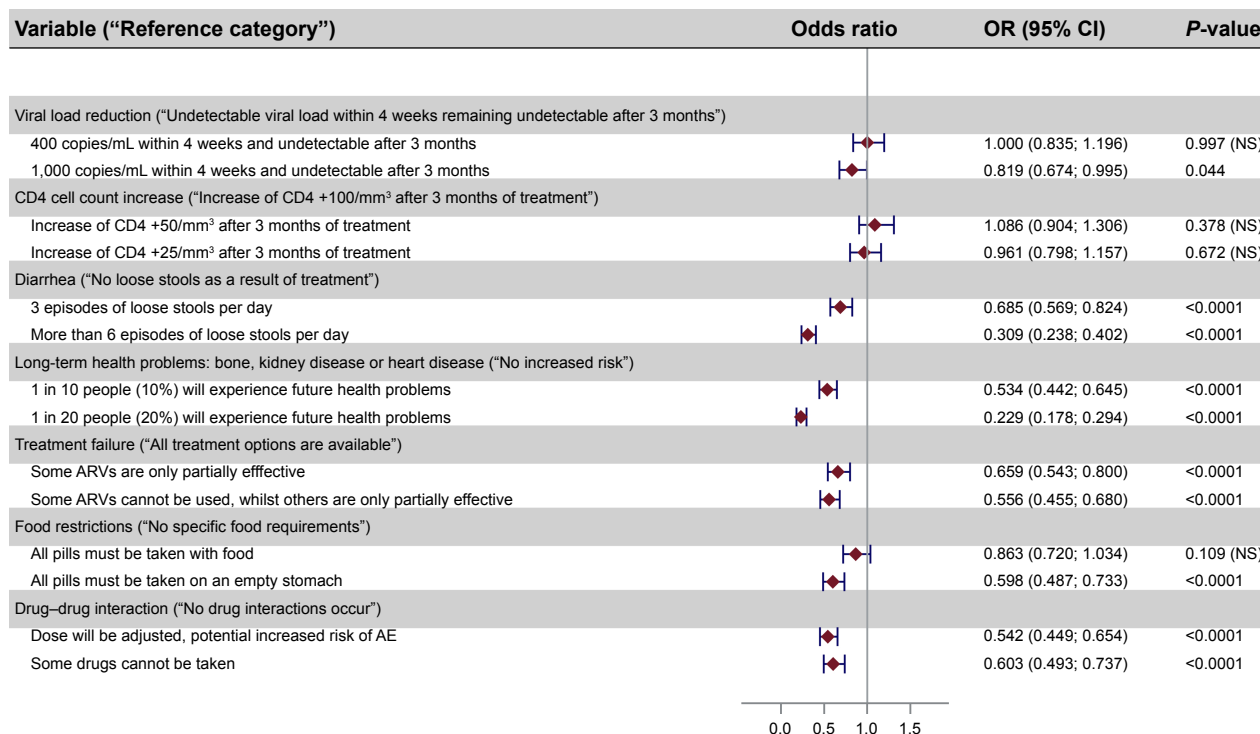 Variable (“Reference category”) Odds ratio OR (95% CI) P-value
Viral load reduction (“Undetectable viral load within 4 weeks remaining undetectable after 3 months”)
400 copies/mL within 4 weeks and undetectable after 3 months 1.000 (0.835; 1.196) 0.997 (NS)
1,000 copies/mL within 4 weeks and undetectable after 3 months 0.819 (0.674; 0.995) 0.044
CD4 cell count increase (“Increase of CD4 +100/mm³ after 3 months of treatment”)
Increase of CD4 +50/mm³ after 3 months of treatment 1.086 (0.904; 1.306) 0.378 (NS)
Increase of CD4 +25/mm³ after 3 months of treatment 0.961 (0.798; 1.157) 0.672 (NS)
Diarrhea (“No loose stools as a result of treatment”)
3 episodes of loose stools per day 0.685 (0.569; 0.824) <0.0001
More than 6 episodes of loose stools per day 0.309 (0.238; 0.402) <0.0001
Long-term health problems: bone, kidney disease or heart disease (“No increased risk”)
1 in 10 people (10%) will experience future health problems 0.534 (0.442; 0.645) <0.0001
1 in 20 people (20%) will experience future health problems 0.229 (0.178; 0.294) <0.0001
Treatment failure (“All treatment options are available”)
Some ARVs are only partially efffective 0.659 (0.543; 0.800) <0.0001
Some ARVs cannot be used, whilst others are only partially effective 0.556 (0.455; 0.680) <0.0001
Food restrictions (“No specific food requirements”)
All pills must be taken with food 0.863 (0.720; 1.034) 0.109 (NS)
All pills must be taken on an empty stomach 0.598 (0.487; 0.733) <0.0001
Drug–drug interaction (“No drug interactions occur”)
Dose will be adjusted, potential increased risk of AE 0.542 (0.449; 0.654) <0.0001
Some drugs cannot be taken 0.603 (0.493; 0.737) <0.0001
0.0 0.5 1.0 1.5